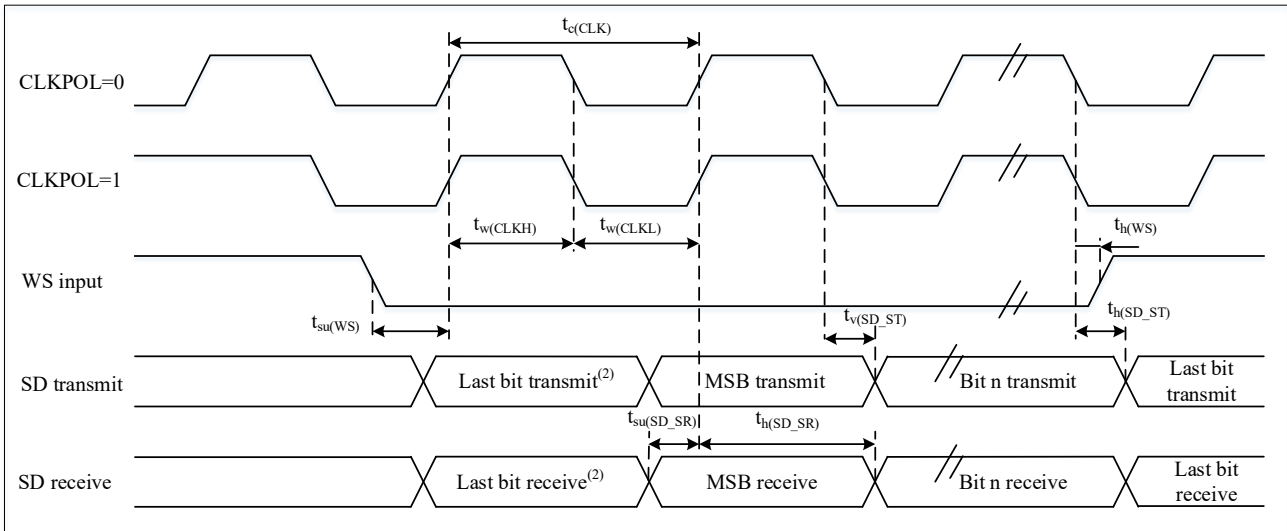 t_c(CLK)
CLKPOL=0
CLKPOL=1
t_w(CLKH)
t_w(CLKL)
t_h(WS)
WS input
t_su(WS)
t_v(SD_ST)
t_h(SD_ST)
SD transmit
Last bit transmit(2)
MSB transmit
Bit n transmit
Last bit
transmit
t_su(SD_SR)
t_h(SD_SR)
SD receive
Last bit receive(2)
MSB receive
Bit n receive
Last bit
receive